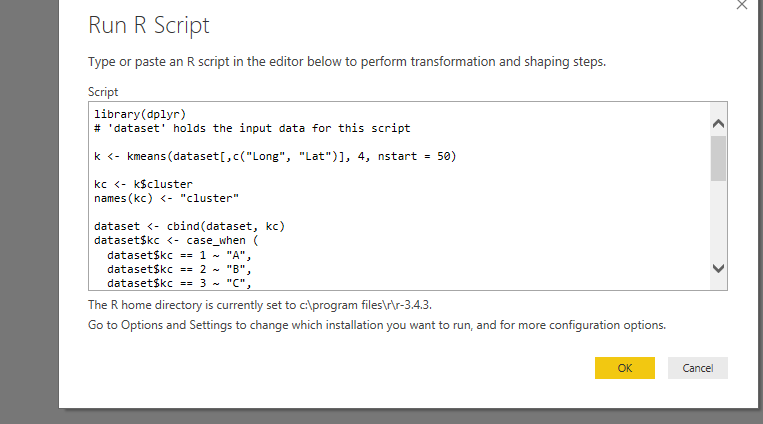 Run R Script
Type or paste an R script in the editor below to perform transformation and shaping steps.
Script
library(dplyr)
# 'dataset' holds the input data for this script
k <- kmeans(dataset[,c("Long", "Lat")], 4, nstart = 50)
kc <- k$cluster
names(kc) <- "cluster"
dataset <- cbind(dataset, kc)
dataset$kc <- case_when (
  dataset$kc == 1 ~ "A",
  dataset$kc == 2 ~ "B",
  dataset$kc == 3 ~ "C",
The R home directory is currently set to c:\program files\r\r-3.4.3.
Go to Options and Settings to change which installation you want to run, and for more configuration options.
OK Cancel